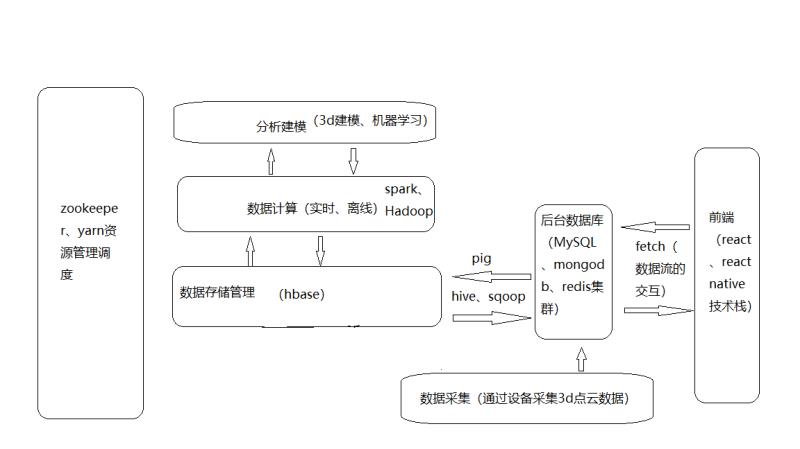 分析建模（3d建模、机器学习）
zookeepe
r、yarn资
源管理调
度
spark、
数据计算（实时、离线）Hadoop
后台数据库
（MySQL
、mongod
b、redis集
群）
前端
（react
、react
native
技术栈）
fetch（
数据流的
交互）
pig
hive、sqoop
数据存储管理 （hbase）
数据采集（通过设备采集3d点云数据）